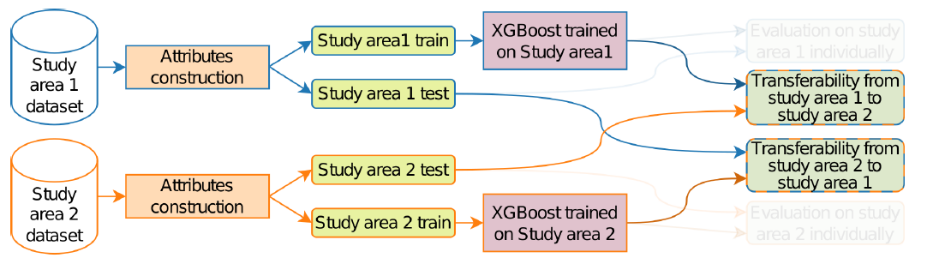 Study
area 1
dataset
Attributes
construction
Study area1 train
Study area 1 test
XGBoost trained
on Study area1
Evaluation on study
area 1 individually
Transferability from
study area 1 to
study area 2
Transferability from
study area 2 to
study area 1
Study
area 2
dataset
Attributes
construction
Study area 2 test
Study area 2 train
XGBoost trained
on Study area 2
Evaluation on study
area 2 individually